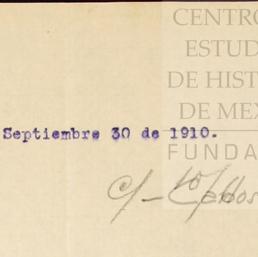 CENTRO
ESTUD
DE HIST
DE MEX
FUNDA
Septiembre 30 de 1910.